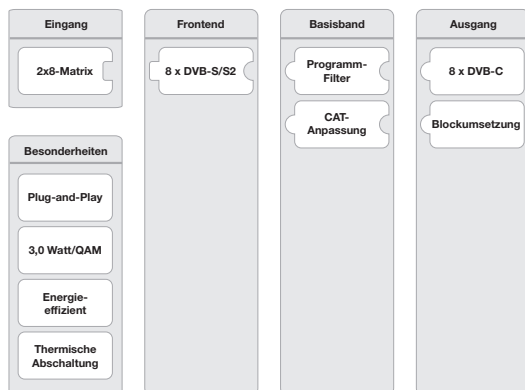 Eingang
2x8-Matrix
Besonderheiten
Plug-and-Play
3,0 Watt/QAM
Energie-
effizient
Thermische
Abschaltung
Frontend
8 x DVB-S/S2
Basisband
Programm-
Filter
CAT-
Anpassung
Ausgang
8 x DVB-C
Blockumsetzung